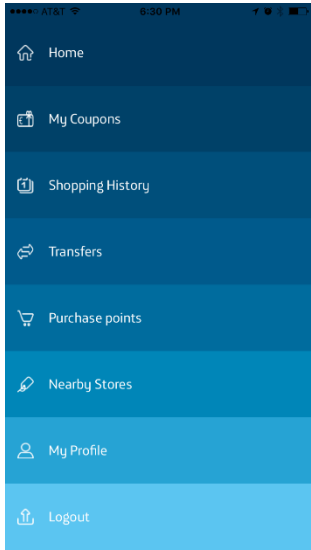 AT&T 6:30 PM
Home
My Coupons
Shopping History
Transfers
Purchase points
Nearby Stores
My Profile
Logout